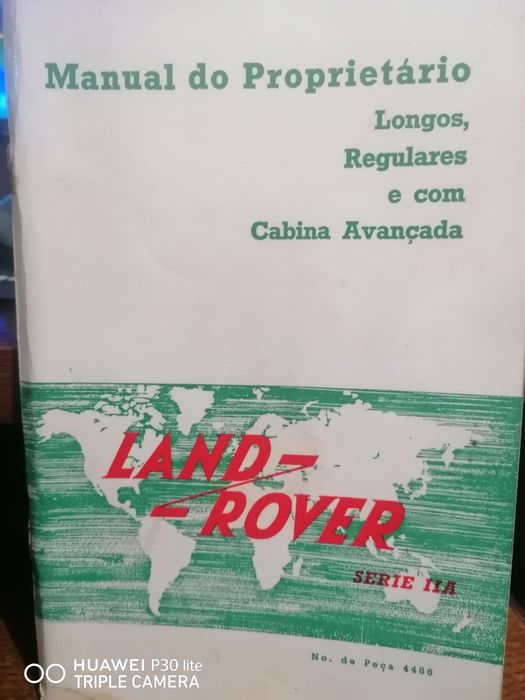 Manual do Proprietário
Longos,
Regulares
e com
Cabina Avançada
LAND-
-ROVER
SERIE IIA
No. de Peça 4486
HUAWEI P30 lite
TRIPLE CAMERA